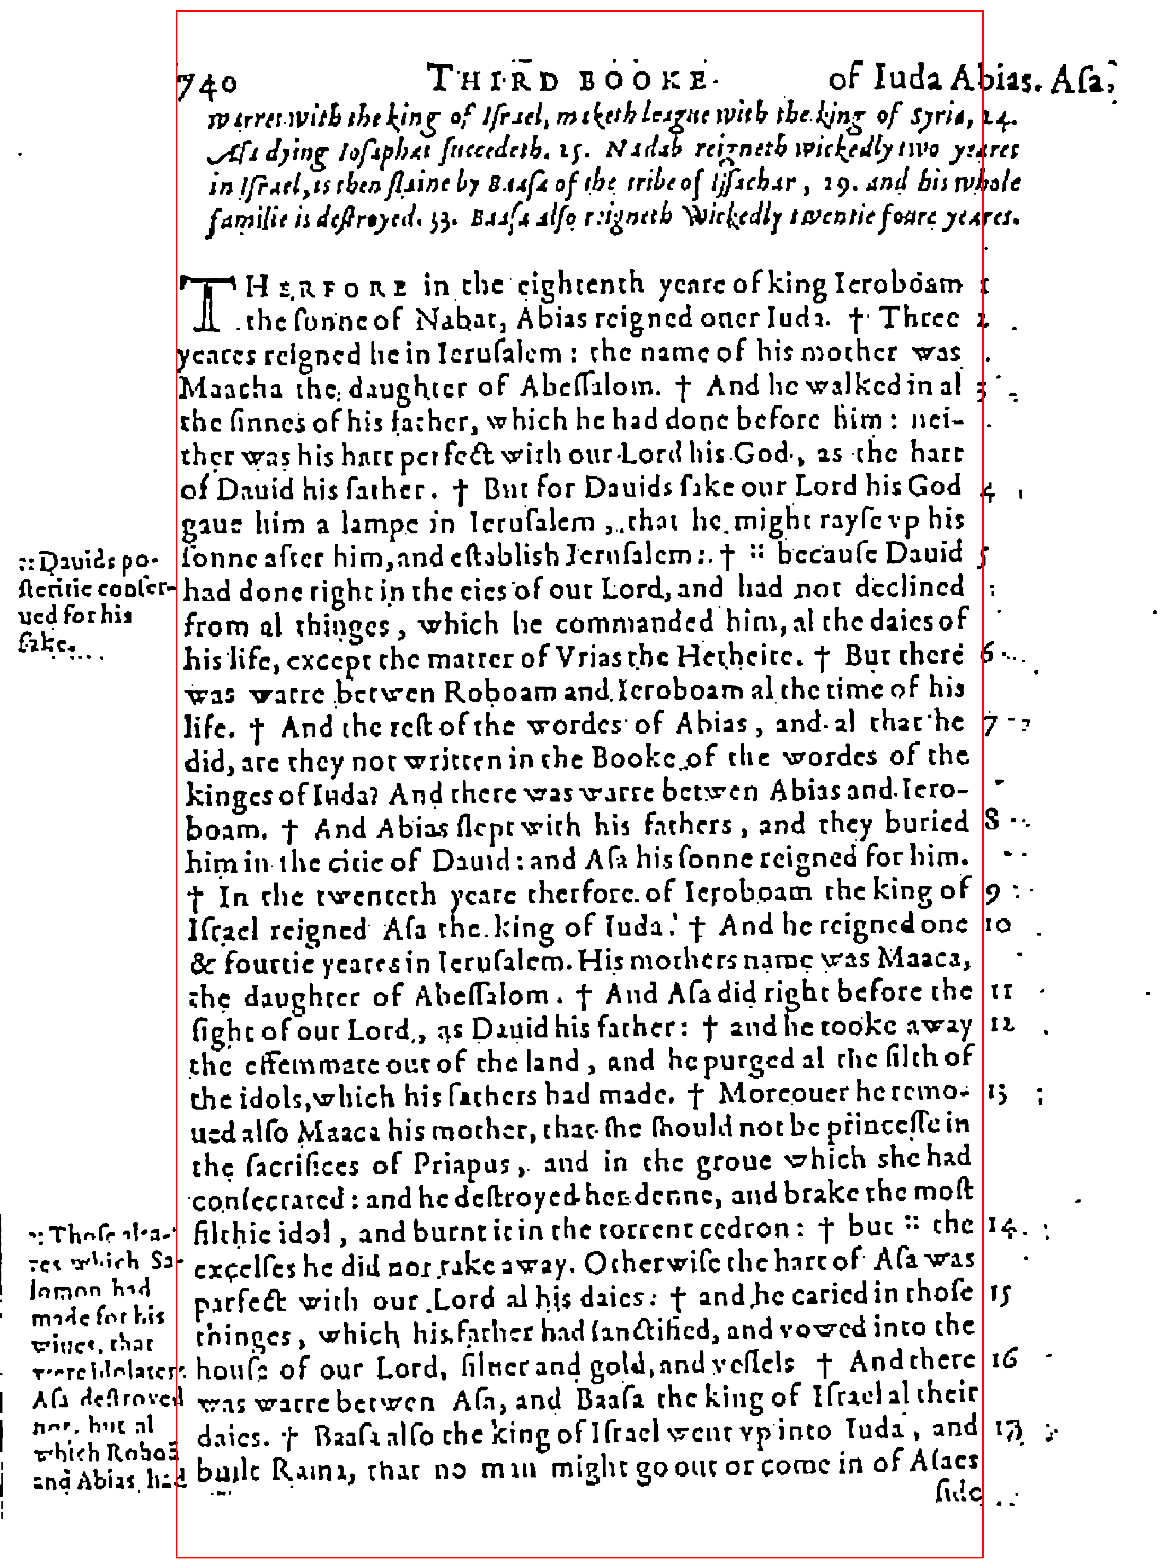 740 THIRD BOOKE. of Iuda Abias. Aſa,
warret with the king of Iſrael, maketh league with the king of Syria, 24.
Aſa dying Ioſaphat ſuccedeth. 25. Nadab reigneth wickedly two yeares
in Iſrael, is then ſlaine by Baaſa of the tribe of Iſſachar, 29. and his whole
familie is deſtroyed. 33. Baaſa alſo reigneth Wickedly twentie foure yeares.
THERFORE in the eightenth yeare of king Ieroboam 1
the ſonne of Nabat, Abias reigned ouer Iuda. † Three 2
yeares reigned he in Ieruſalem: the name of his mother was
Maacha the daughter of Abeſſalom. † And he walked in al 3
the ſinnes of his father, which he had done before him: nei-
ther was his hart perfect with our Lord his God, as the hart
of Dauid his father. † But for Dauids ſake our Lord his God 4
gaue him a lampe in Ieruſalem, that he might rayſe vp his
ſonne after him, and eſtabliſh Ieruſalem: † :: becauſe Dauid 5
had done right in the eies of our Lord, and had not declined
from al thinges, which he commanded him, al the daies of
his life, except the matter of Vrias the Hetheite. † But there 6
was warre betwen Roboam and Ieroboam al the time of his
life. † And the reſt of the wordes of Abias, and al that he 7
did, are they not written in the Booke of the wordes of the
kinges of Iuda? And there was warre betwen Abias and Iero-
boam. † And Abias ſlept with his fathers, and they buried 8
him in the citie of Dauid: and Aſa his ſonne reigned for him.
† In the twenteth yeare therfore of Ieroboam the king of 9
Iſrael reigned Aſa the king of Iuda. † And he reigned one 10
& fourtie yeares in Ieruſalem. His mothers name was Maaca,
the daughter of Abeſſalom. † And Aſa did right before the 11
ſight of our Lord, as Dauid his father: † and he tooke away 12
the effeminate out of the land, and he purged al the filth of
the idols, which his fathers had made. † Moreouer he remo- 13
ued alſo Maaca his mother, that ſhe ſhould not be princeſſe in
the ſacrifices of Priapus, and in the groue which she had
conſecrated: and he deſtroyed her denne, and brake the moſt
filthie idol, and burnt it in the torrent cedron: † but :: the 14
excelſes he did not take away. Otherwiſe the hart of Aſa was
parfect with our Lord al his daies: † and he caried in thoſe 15
thinges, which his father had ſanctified, and vowed into the
houſe of our Lord, ſiluer and gold, and veſſels † And there 16
was warre betwen Aſa, and Baaſa the king of Iſrael al their
daies. † Baaſa alſo the king of Iſrael went vp into Iuda, and 17
built Rama, that no man might go out or come in of Aſaes
ſide
:: Dauids po-
ſteritie conſer-
ued for his
ſake.
:: Thoſe alta-
res which Sa-
lomon had
made for his
wiues, that
were idolaters
Aſa deſtroyed
not, but al
which Roboã
and Abias had